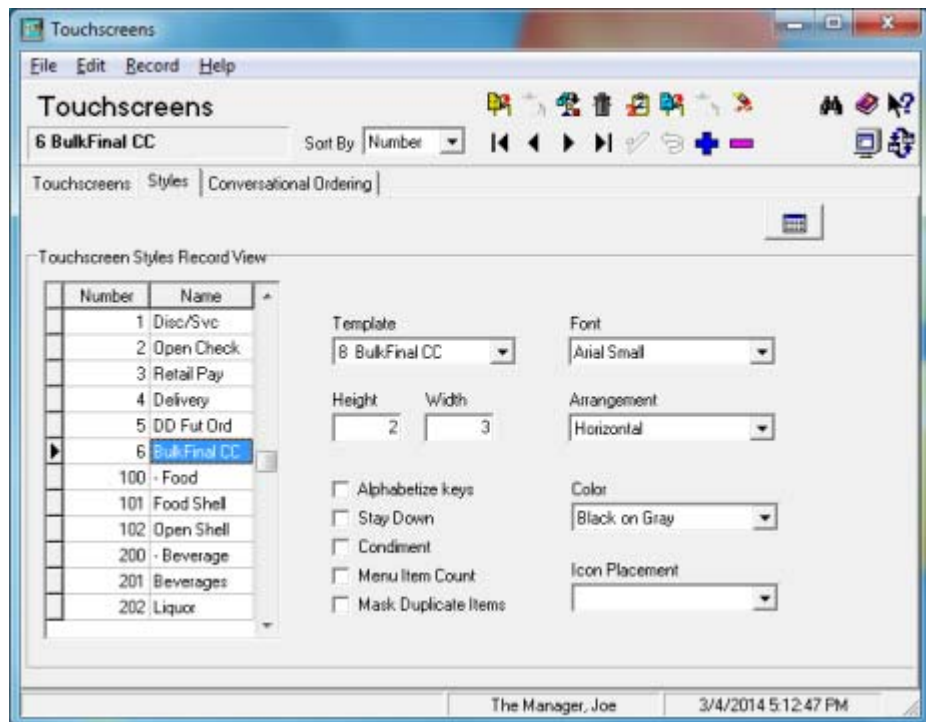 Touchscreens
File Edit Record Help
Touchscreens
6 BulkFinal CC Sort By Number
Touchscreens Styles Conversational Ordering
Touchscreen Styles Record View
Number Name
1 Disc/Svc
2 Open Check
3 Retail Pay
4 Delivery
5 DD Fut Ord
6 BulkFinal CC
100 - Food
101 Food Shell
102 Open Shell
200 - Beverage
201 Beverages
202 Liquor
Template Font
8 BulkFinal CC Arial Small
Height Width Arrangement
2 3 Horizontal
Alphabetize keys Color
Stay Down Black on Gray
Condiment
Menu Item Count Icon Placement
Mask Duplicate Items
The Manager, Joe 3/4/2014 5:12:47 PM